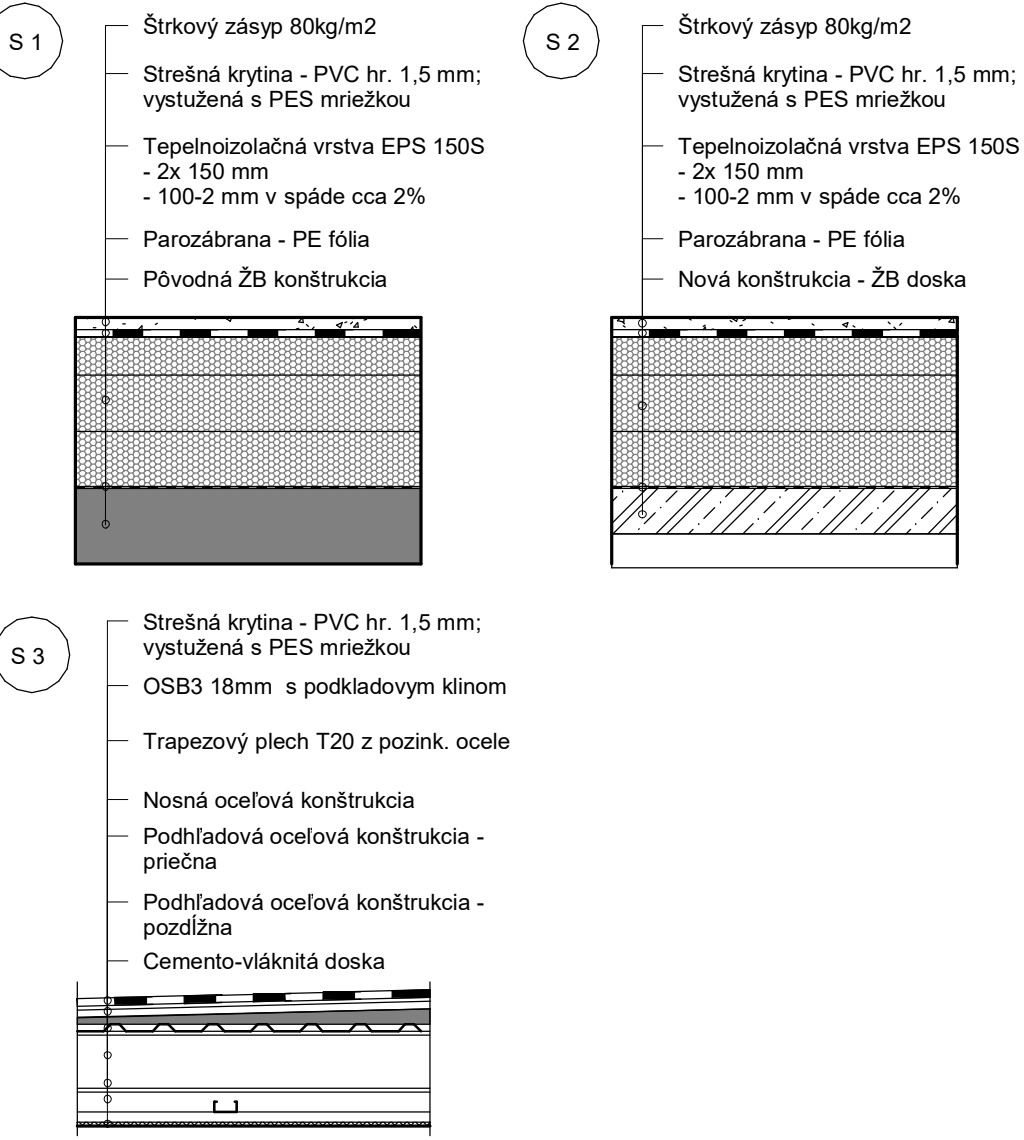 S 1
Štrkový zásyp 80kg/m2
Strešná krytina - PVC hr. 1,5 mm;
vystužená s PES mriežkou
Tepelnoizolačná vrstva EPS 150S
- 2x 150 mm
- 100-2 mm v spáde cca 2%
Parozábrana - PE fólia
Pôvodná ŽB konštrukcia
S 2
Štrkový zásyp 80kg/m2
Strešná krytina - PVC hr. 1,5 mm;
vystužená s PES mriežkou
Tepelnoizolačná vrstva EPS 150S
- 2x 150 mm
- 100-2 mm v spáde cca 2%
Parozábrana - PE fólia
Nová konštrukcia - ŽB doska
S 3
Strešná krytina - PVC hr. 1,5 mm;
vystužená s PES mriežkou
OSB3 18mm  s podkladovym klinom
Trapezový plech T20 z pozink. ocele
Nosná oceľová konštrukcia
Podhľadová oceľová konštrukcia -
priečna
Podhľadová oceľová konštrukcia -
pozdĺžna
Cemento-vláknitá doska